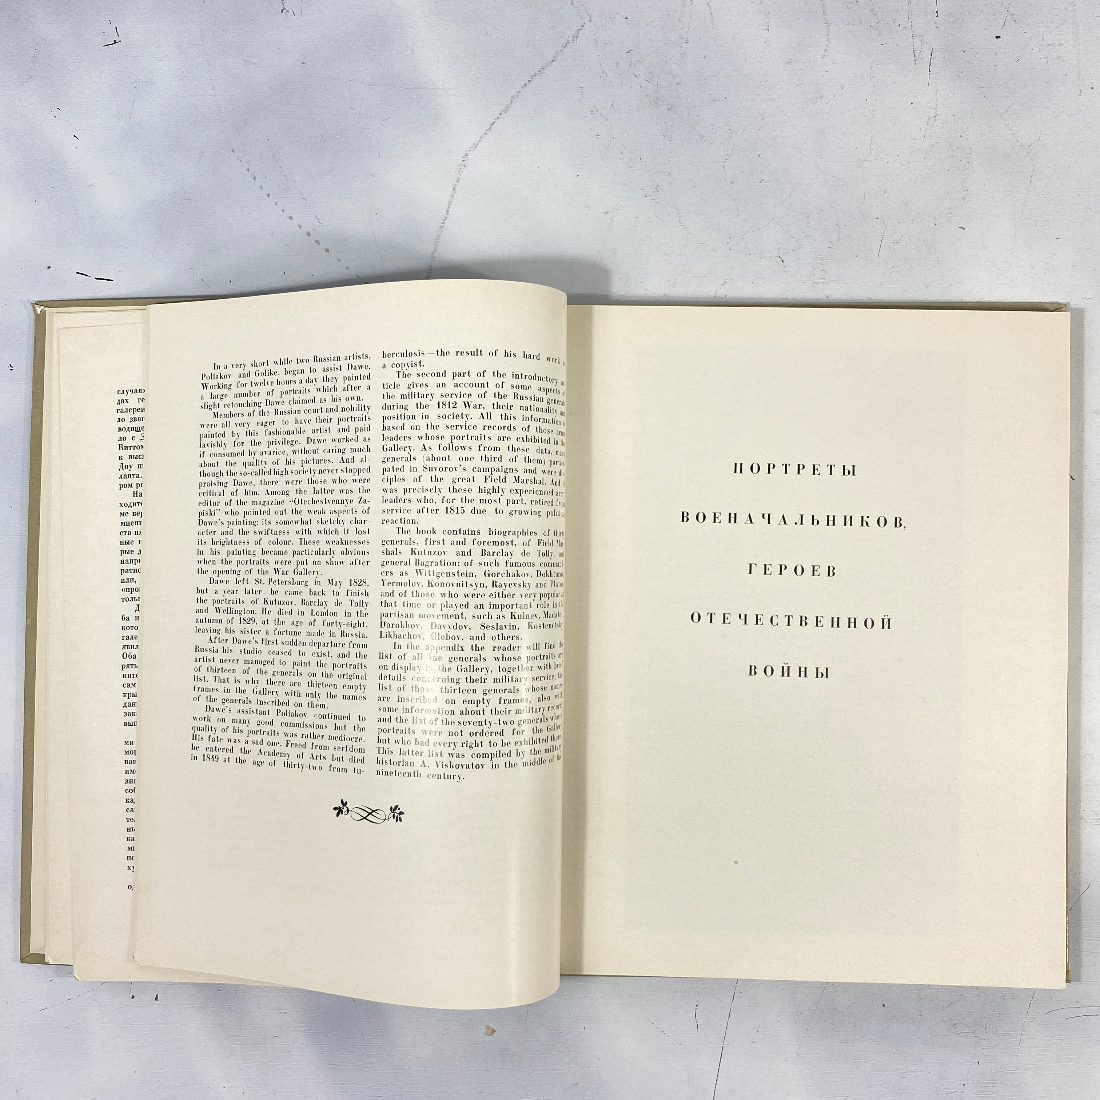 In a very short while two Russian artists,
Poliakov and Golike, began to assist Dawe.
Working for twelve hours a day they painted
a large number of portraits which after a
slight retouching Dawe claimed as his own.
Members of the Russian court and nobility
were all very eager to have their portraits
painted by this fashionable artist and paid
lavishly for the privilege. Dawe worked as
if consumed by avarice, without caring much
about the quality of his pictures. And al-
though the so-called high society never stopped
praising Dawe, there were those who were
critical of him. Among the latter was the
editor of the magazine “Otechestvennye Za-
piski” who pointed out the weak aspects of
Dawe's painting: its somewhat sketchy char-
acter and the swiftness with which it lost
its brightness of colour. These weaknesses
in his painting became particularly obvious
when the portraits were put on show after
the opening of the War Gallery.
Dawe left St. Petersburg in May 1828,
but a year later he came back to finish
the portraits of Kutuzov, Barclay de Tolly
and Wellington. He died in London in the
autumn of 1829, at the age of forty-eight,
leaving his sister a fortune made in Russia.
After Dawe's first sudden departure from
Russia his studio ceased to exist, and the
artist never managed to paint the portraits
of thirteen of the generals on the original
list. That is why there are thirteen empty
frames in the Gallery with only the names
of the generals inscribed on them.
Dawe's assistant Poliakov continued to
work on many good commissions but the
quality of his portraits was rather mediocre.
His fate was a sad one. Freed from serfdom
he entered the Academy of Arts but died
in 1849 at the age of thirty-two from tu-
berculosis—the result of his hard work
a copyist.
The second part of the introductory
ticle gives an account of some aspects
the military service of the Russian generals
during the 1812 War, their nationality
position in society. All this information
based on the service records of those
leaders whose portraits are exhibited in
Gallery. As follows from these data,
generals (about one third of them)
pated in Suvorov's campaigns and were
ciples of the great Field Marshal. And
was precisely these highly experienced
leaders who, for the most part, retired
service after 1815 due to growing
reaction.
The book contains biographies of
generals, first and foremost, of Field
shals Kutuzov and Barclay de Tolly,
general Bagration; of such famous
ers as Wittgenstein, Gorchakov,
Yermolov, Konovnitsyn, Rayevsky and
and of those who were either very popular
that time or played an important role in
partisan movement, such as Kulnev,
Dorokhov, Davydov, Seslavin,
Likhachov, Glebov, and others.
In the appendix the reader will find
list of all the generals whose portraits
on display in the Gallery, together with
details concerning their military service,
list of those thirteen generals whose
are inscribed on empty frames, also
some information about their military
and the list of the seventy-two generals
portraits were not ordered for the
but who had every right to be exhibited
This latter list was compiled by the
historian A. Viskovatov in the middle of
nineteenth century.
ПОРТРЕТЫ
ВОЕНАЧАЛЬНИКОВ,
ГЕРОЕВ
ОТЕЧЕСТВЕННОЙ
ВОЙНЫ